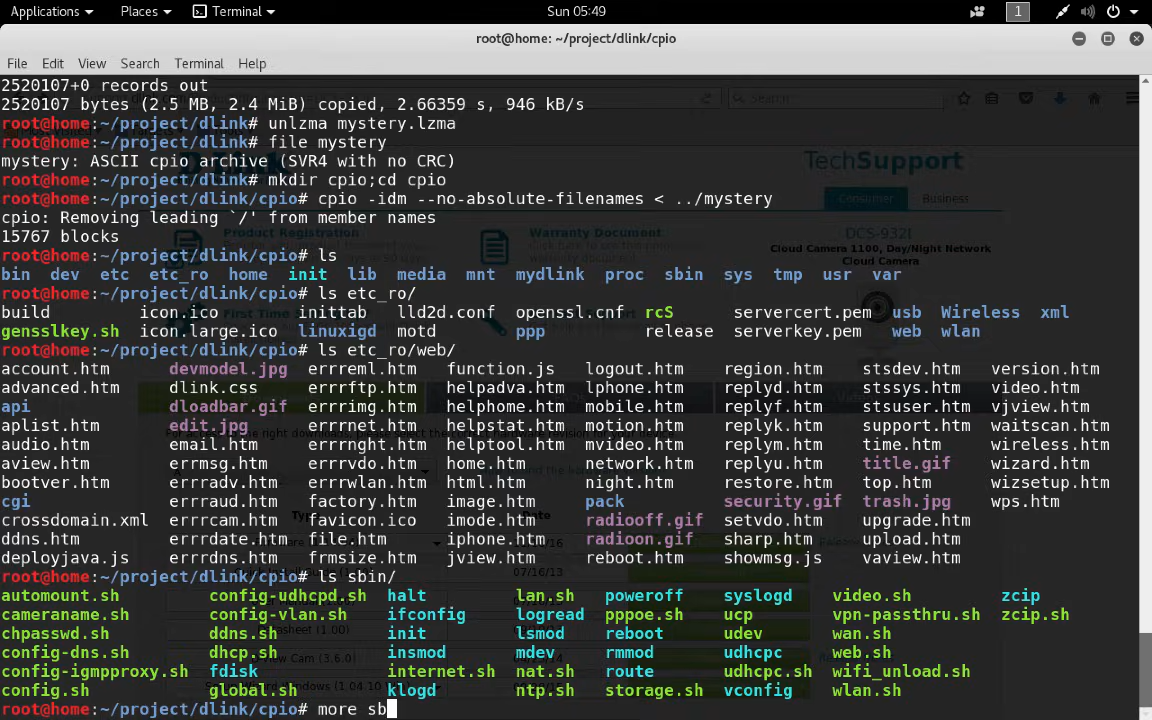 Applications Places Terminal Sun 05:49 1
root@home: ~/project/dlink/cpio
File Edit View Search Terminal Help
2520107+0 records out
2520107 bytes (2.5 MB, 2.4 MiB) copied, 2.66359 s, 946 kB/s
root@home:~/project/dlink# unlzma mystery.lzma
root@home:~/project/dlink# file mystery
mystery: ASCII cpio archive (SVR4 with no CRC)
root@home:~/project/dlink# mkdir cpio;cd cpio
root@home:~/project/dlink/cpio# cpio -idm --no-absolute-filenames < ../mystery
cpio: Removing leading `/' from member names
15767 blocks
root@home:~/project/dlink/cpio# ls
bin dev etc etc_ro home init lib media mnt mydlink proc sbin sys tmp usr var
root@home:~/project/dlink/cpio# ls etc_ro/
build icon.ico inittab lld2d.conf openssl.cnf rcS servercert.pem usb Wireless xml
gensslkey.sh icon.large.ico linuxigd motd ppp release serverkey.pem web wlan
root@home:~/project/dlink/cpio# ls etc_ro/web/
account.htm devmodel.jpg errreml.htm function.js logout.htm region.htm stsdev.htm version.htm
advanced.htm dlink.css errrftp.htm helpadva.htm lphone.htm replyd.htm stssys.htm video.htm
api dloadbar.gif errrimg.htm helphome.htm mobile.htm replyf.htm stsuser.htm vjview.htm
aplist.htm edit.jpg errrnet.htm helpstat.htm motion.htm replyk.htm support.htm waitscan.htm
audio.htm email.htm errrnght.htm helptool.htm mvideo.htm replym.htm time.htm wireless.htm
aview.htm errmsg.htm errrvdo.htm home.htm network.htm replyu.htm title.gif wizard.htm
bootver.htm errradv.htm errrwlan.htm html.htm night.htm restore.htm top.htm wizsetup.htm
cgi errraud.htm factory.htm image.htm pack security.gif trash.jpg wps.htm
crossdomain.xml errrcam.htm favicon.ico imode.htm radiooff.gif setvdo.htm upgrade.htm
ddns.htm errrdate.htm file.htm iphone.htm radioon.gif sharp.htm upload.htm
deployjava.js errrdns.htm frmsize.htm jview.htm reboot.htm showmsg.js vaview.htm
root@home:~/project/dlink/cpio# ls sbin/
automount.sh config-udhcpd.sh halt lan.sh poweroff syslogd video.sh zcip
cameraname.sh config-vlan.sh ifconfig logread pppoe.sh ucp vpn-passthru.sh zcip.sh
chpasswd.sh ddns.sh init lsmod reboot udev wan.sh
config-dns.sh dhcp.sh insmod mdev rmmod udhcpc web.sh
config-igmpproxy.sh fdisk internet.sh nat.sh route udhcpc.sh wifi_unload.sh
config.sh global.sh klogd ntp.sh storage.sh vconfig wlan.sh
root@home:~/project/dlink/cpio# more sb
Search
TechSupport
Consumer Business
DCS-932L
Cloud Camera 1100, Day/Night Network
Cloud Camera
Product Registration
Warranty Document